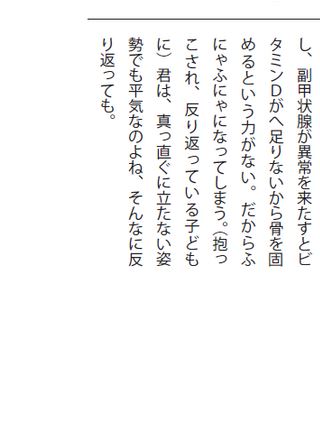 し、副甲状腺が異常を来たすとビ
タミンＤがへ足りないから骨を固
めるという力がない。だからふ
にゃふにゃになってしまう。（抱っ
こされ、反り返っている子ども
に）君は、真っ直ぐに立たない姿
勢でも平気なのよね、そんなに反
り返っても。